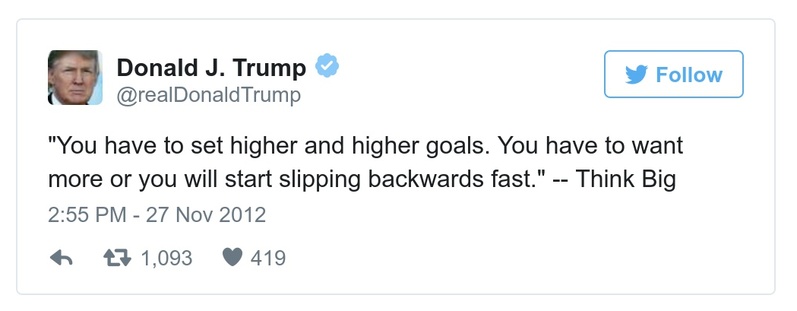 Donald J. Trump
Follow
@realDonaldTrump
"You have to set higher and higher goals. You have to want
more or you will start slipping backwards fast." -- Think Big
2:55 PM - 27 Nov 2012
1,093 419